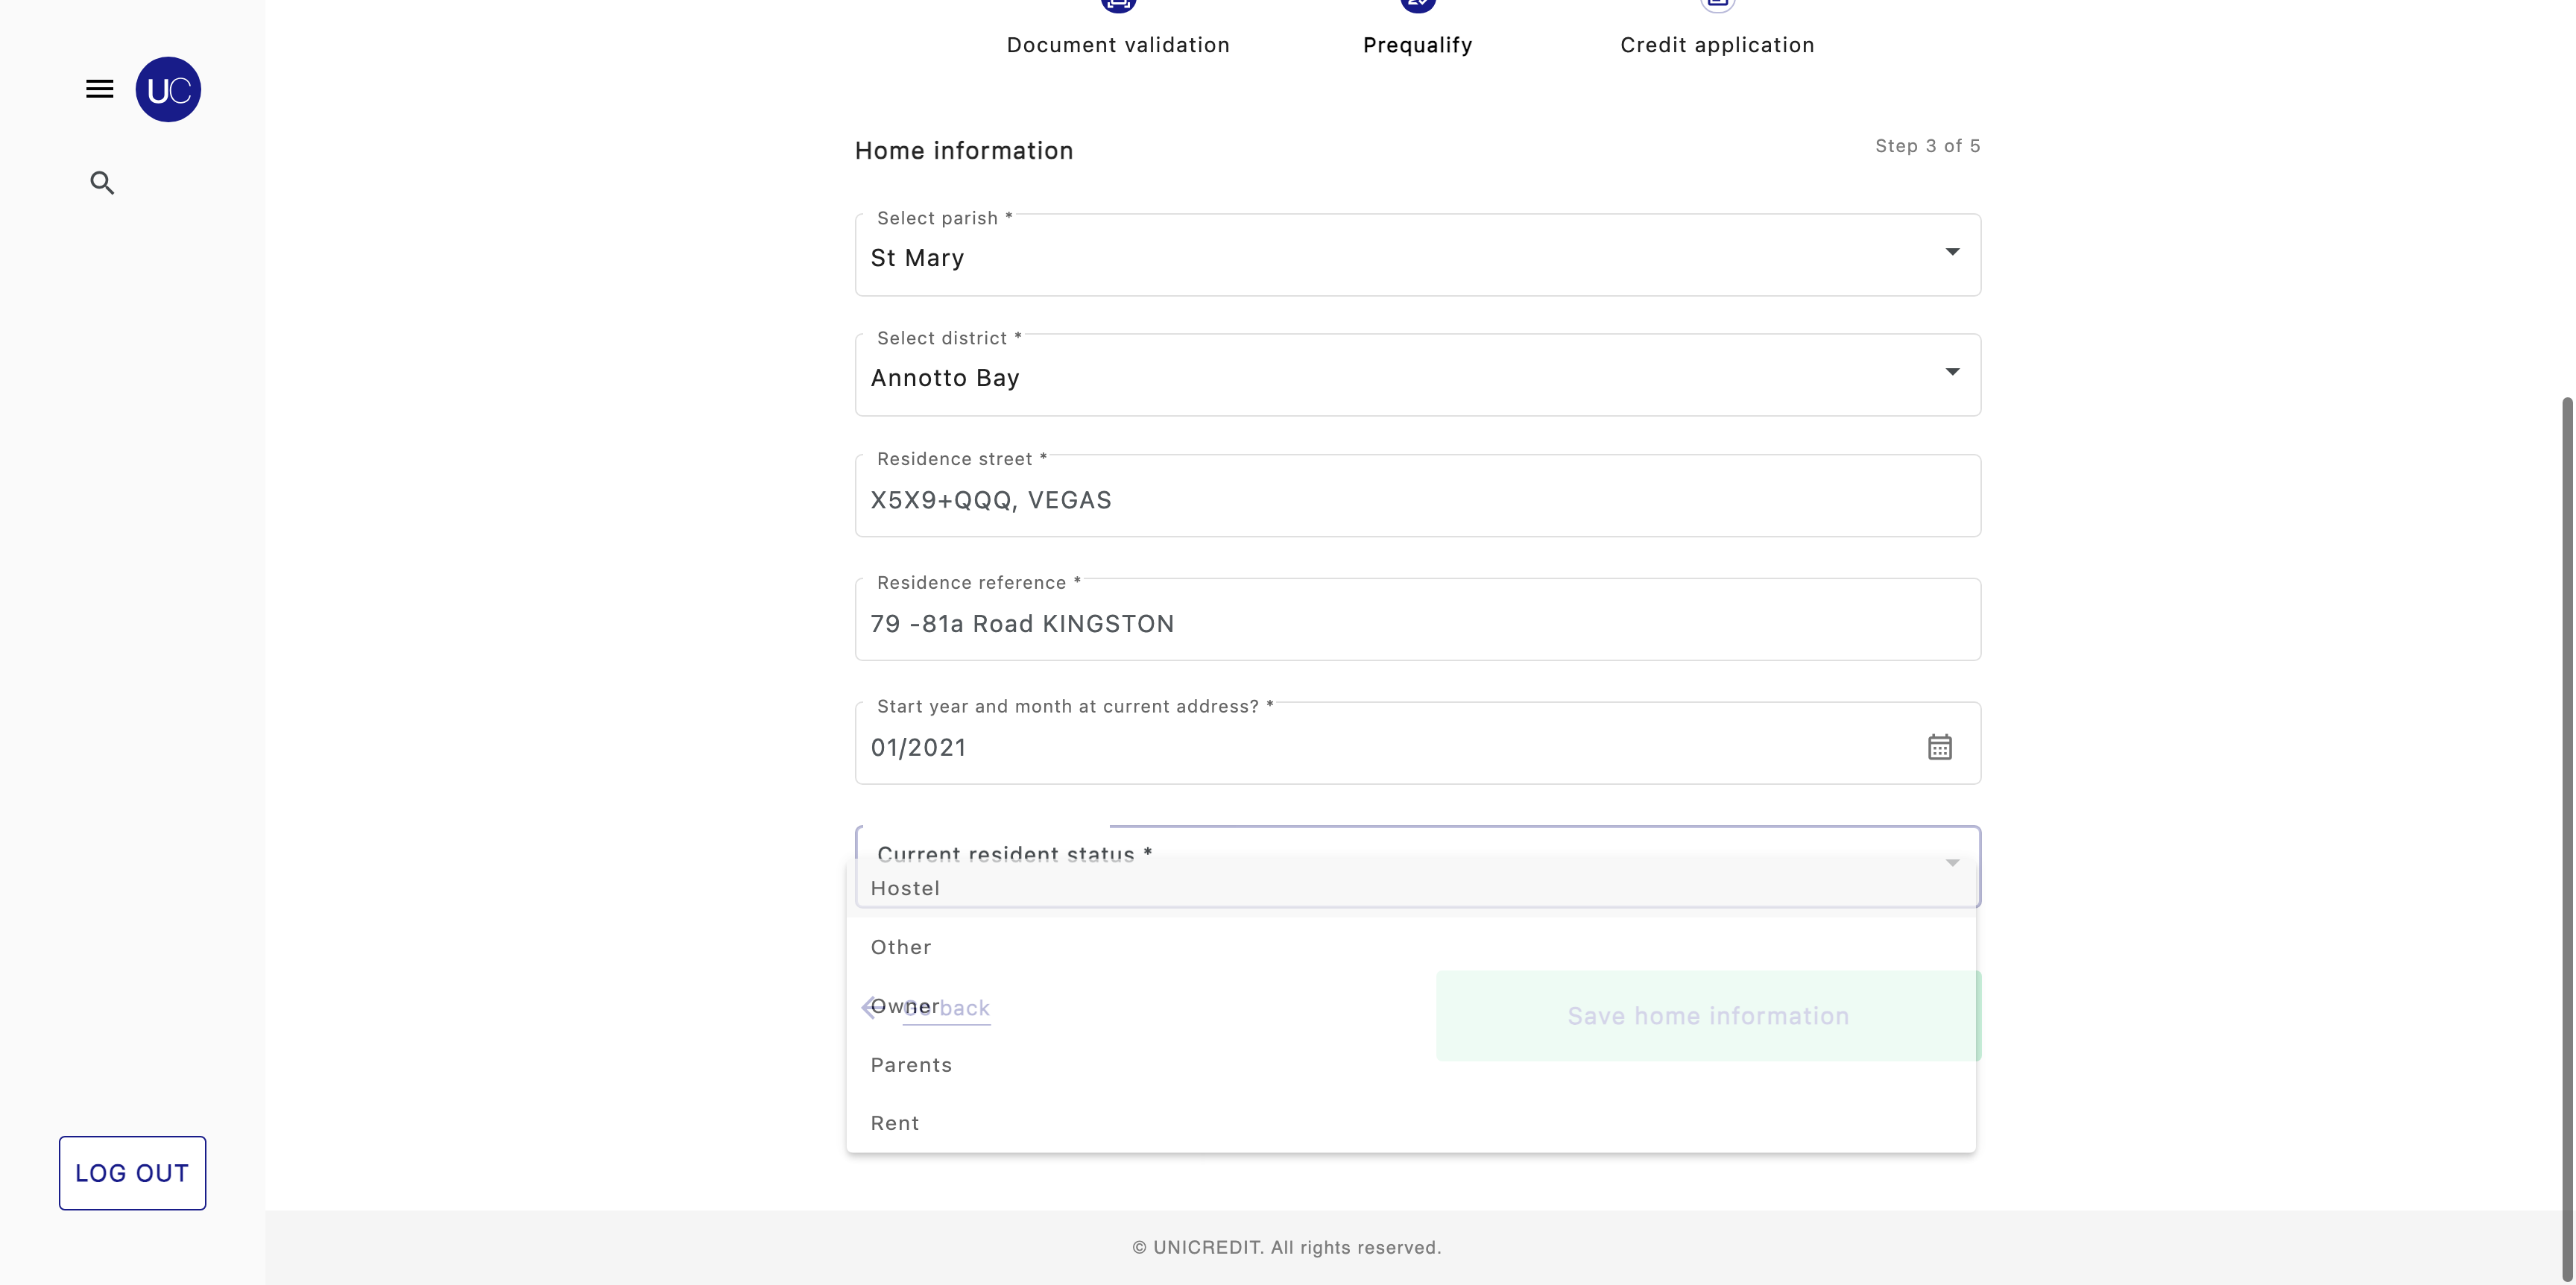 Document validation
Prequalify
Credit application
UC
Home information
Step 3 of 5
Select parish *
St Mary
Select district *
Annotto Bay
Residence street *
X5X9+QQQ, VEGAS
Residence reference *
79 -81a Road KINGSTON
Start year and month at current address? *
01/2021
Current resident status *
Hostel
Other
Owner
Go back
Save home information
Parents
Rent
LOG OUT
© UNICREDIT. All rights reserved.